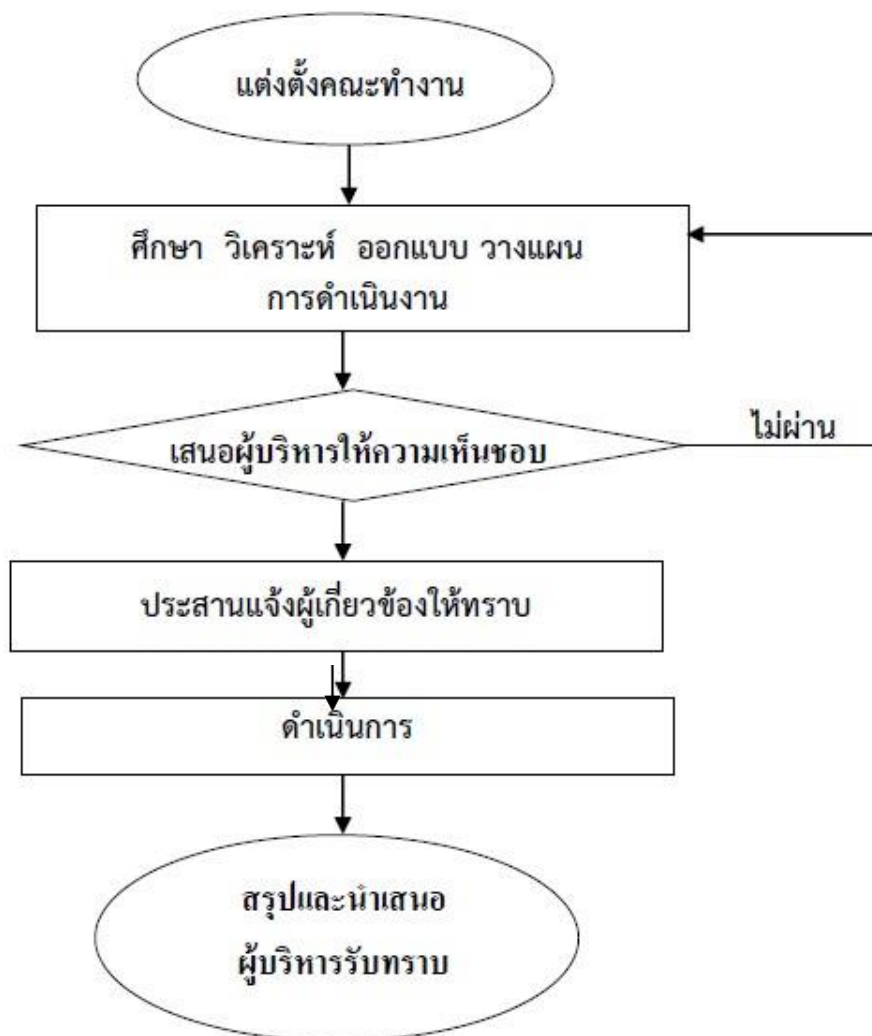 แต่งตั้งคณะทำงาน
ศึกษา วิเคราะห์ ออกแบบ วางแผน
การดำเนินงาน
เสนอผู้บริหารให้ความเห็นชอบ
ไม่ผ่าน
ประสานแจ้งผู้เกี่ยวข้องให้ทราบ
ดำเนินการ
สรุปและนำเสนอ
ผู้บริหารรับทราบ